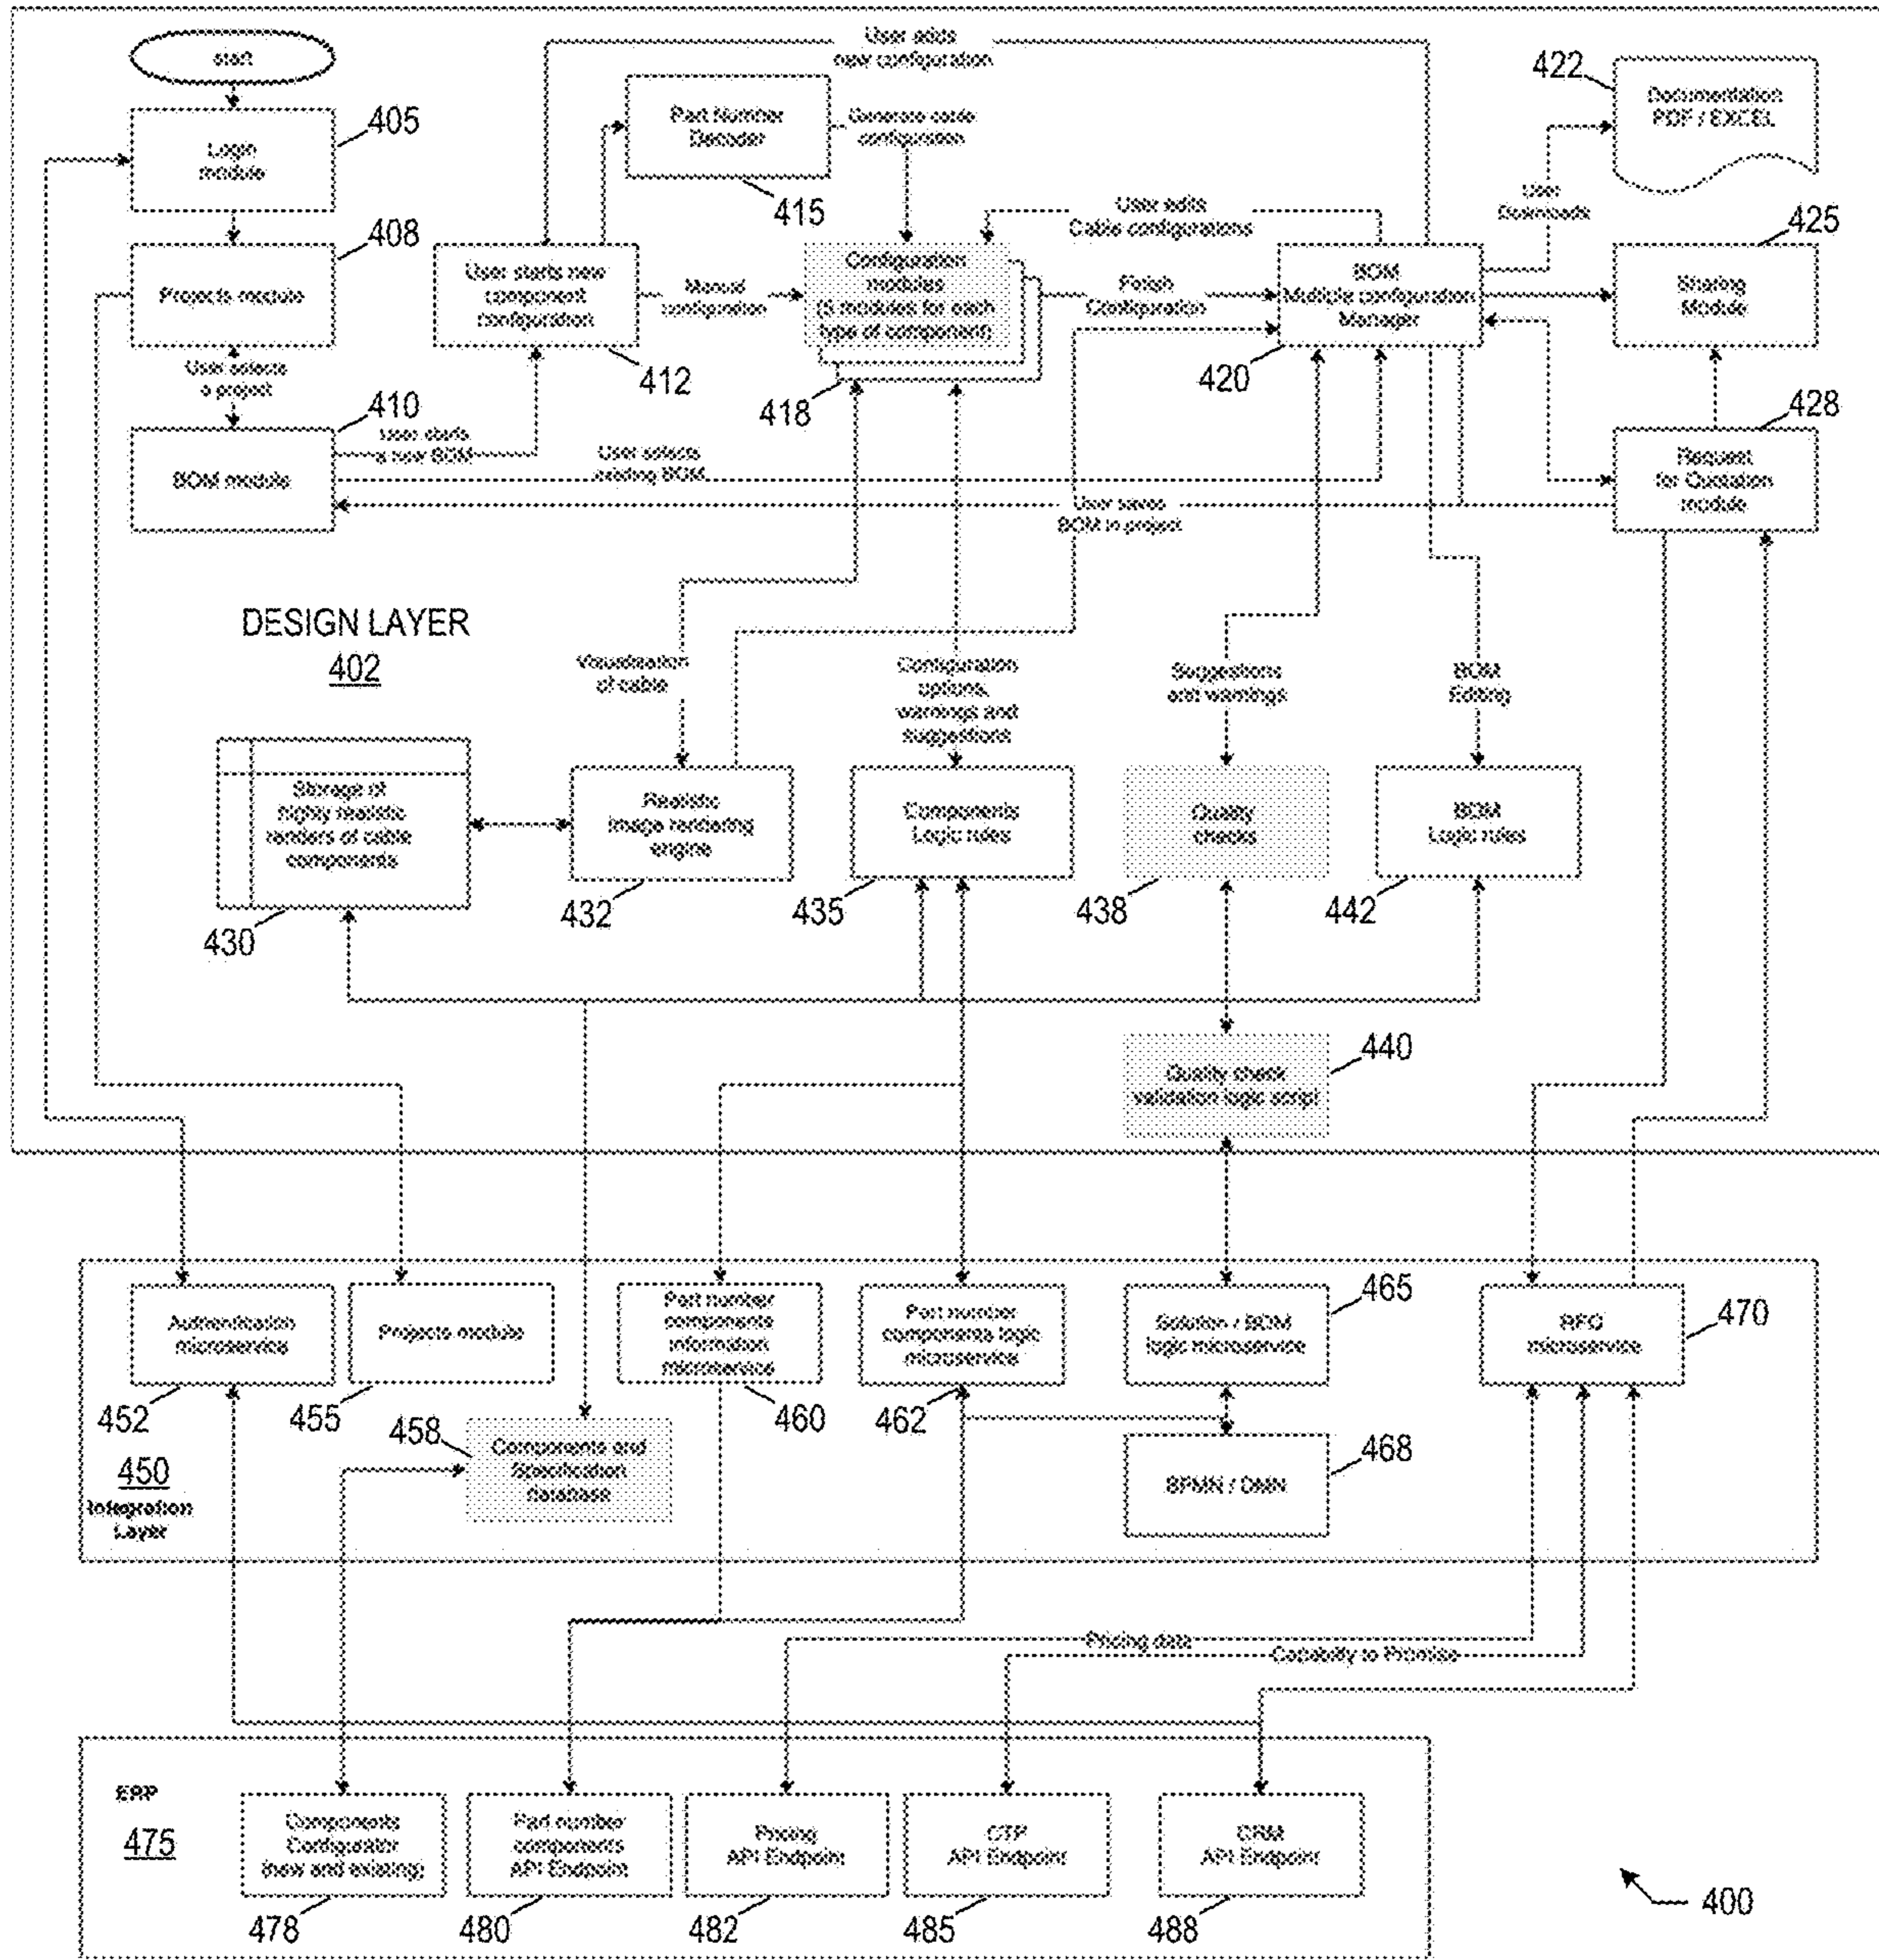 start
Login
module
405
Projects module
408
User selects
a project
BOM module
410
User starts
a new BOM
User selects
existing BOM
User saves
BOM in project
User adds
new configuration
Part Number
Decoder
415
Generate cable
configuration
User starts new
component
configuration
412
Manual
configuration
Configuration
modules
(5 modules for each
type of component)
418
User edits
Cable configurations
Finish
Configuration
BOM
Multiple configuration
Manager
420
User
Downloads
422
Documentation
PDF / EXCEL
425
Sharing
Module
428
Request
for Quotation
module
DESIGN LAYER
402
Visualization
of cable
Configuration
options,
warnings and
suggestions
Suggestions
and warnings
BOM
Editing
Storage of
highly realistic
renders of cable
components
430
Realistic
image rendering
engine
432
Components
Logic rules
435
Quality
checks
438
BOM
Logic rules
442
Quality check
validation logic script
440
Authentication
microservice
452
Projects module
455
Part number
components
information
microservice
460
Part number
components logic
microservice
462
Solution / BOM
logic microservice
465
RFQ
microservice
470
458
Components and
Specification
database
BPMN / DMN
468
450
Integration
Layer
Pricing data
Capability to Promise
ERP
475
Components
Configurator
(new and existing)
478
Part number
components
API Endpoint
480
Pricing
API Endpoint
482
CTP
API Endpoint
485
CRM
API Endpoint
488
400